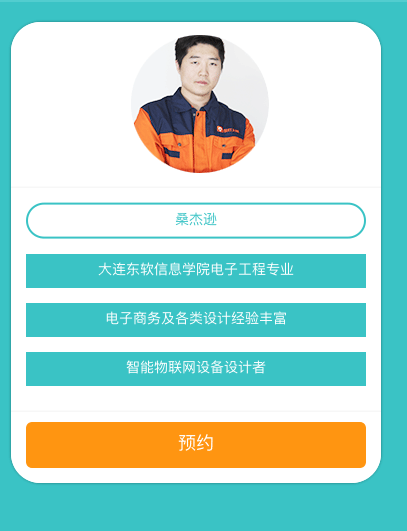 桑杰逊
大连东软信息学院电子工程专业
电子商务及各类设计经验丰富
智能物联网设备设计者
预约